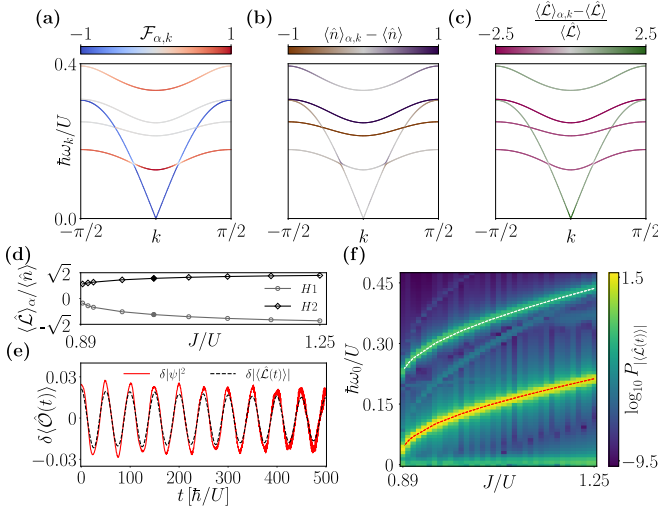 (a) (b) (c)
−1 𝓕α,k 1
−1 ⟨n̂⟩α,k − ⟨n̂⟩ 1
⟨𝓛̂⟩α,k−⟨𝓛̂⟩ / ⟨𝓛̂⟩
−2.5 2.5
0.4
ħωk/U
0.0
−π/2 k π/2
−π/2 k π/2
−π/2 k π/2
(d)
⟨𝓛̂⟩α/⟨n̂⟩
√2
0
-√2
H1
H2
0.89 J/U 1.25
(e)
δ⟨𝓞̂(t)⟩
0.03
0
−0.03
δ|ψ|² δ|⟨𝓛̂(t)⟩|
0 100 200 300 400 500
t [ħ/U]
(f)
ħω0/U
0.45
0.30
0.15
0.00
0.89 J/U 1.25
1.5
log10 P|⟨𝓛̂(t)⟩|
−9.5